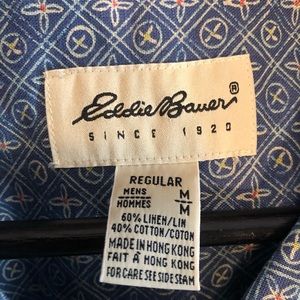 Eddie Bauer®
SINCE 1920
REGULAR
MENS M
HOMMES M
60% LINEN/LIN
40% COTTON/COTON
MADE IN HONG KONG
FAIT À HONG KONG
FOR CARE SEE SIDE SEAM